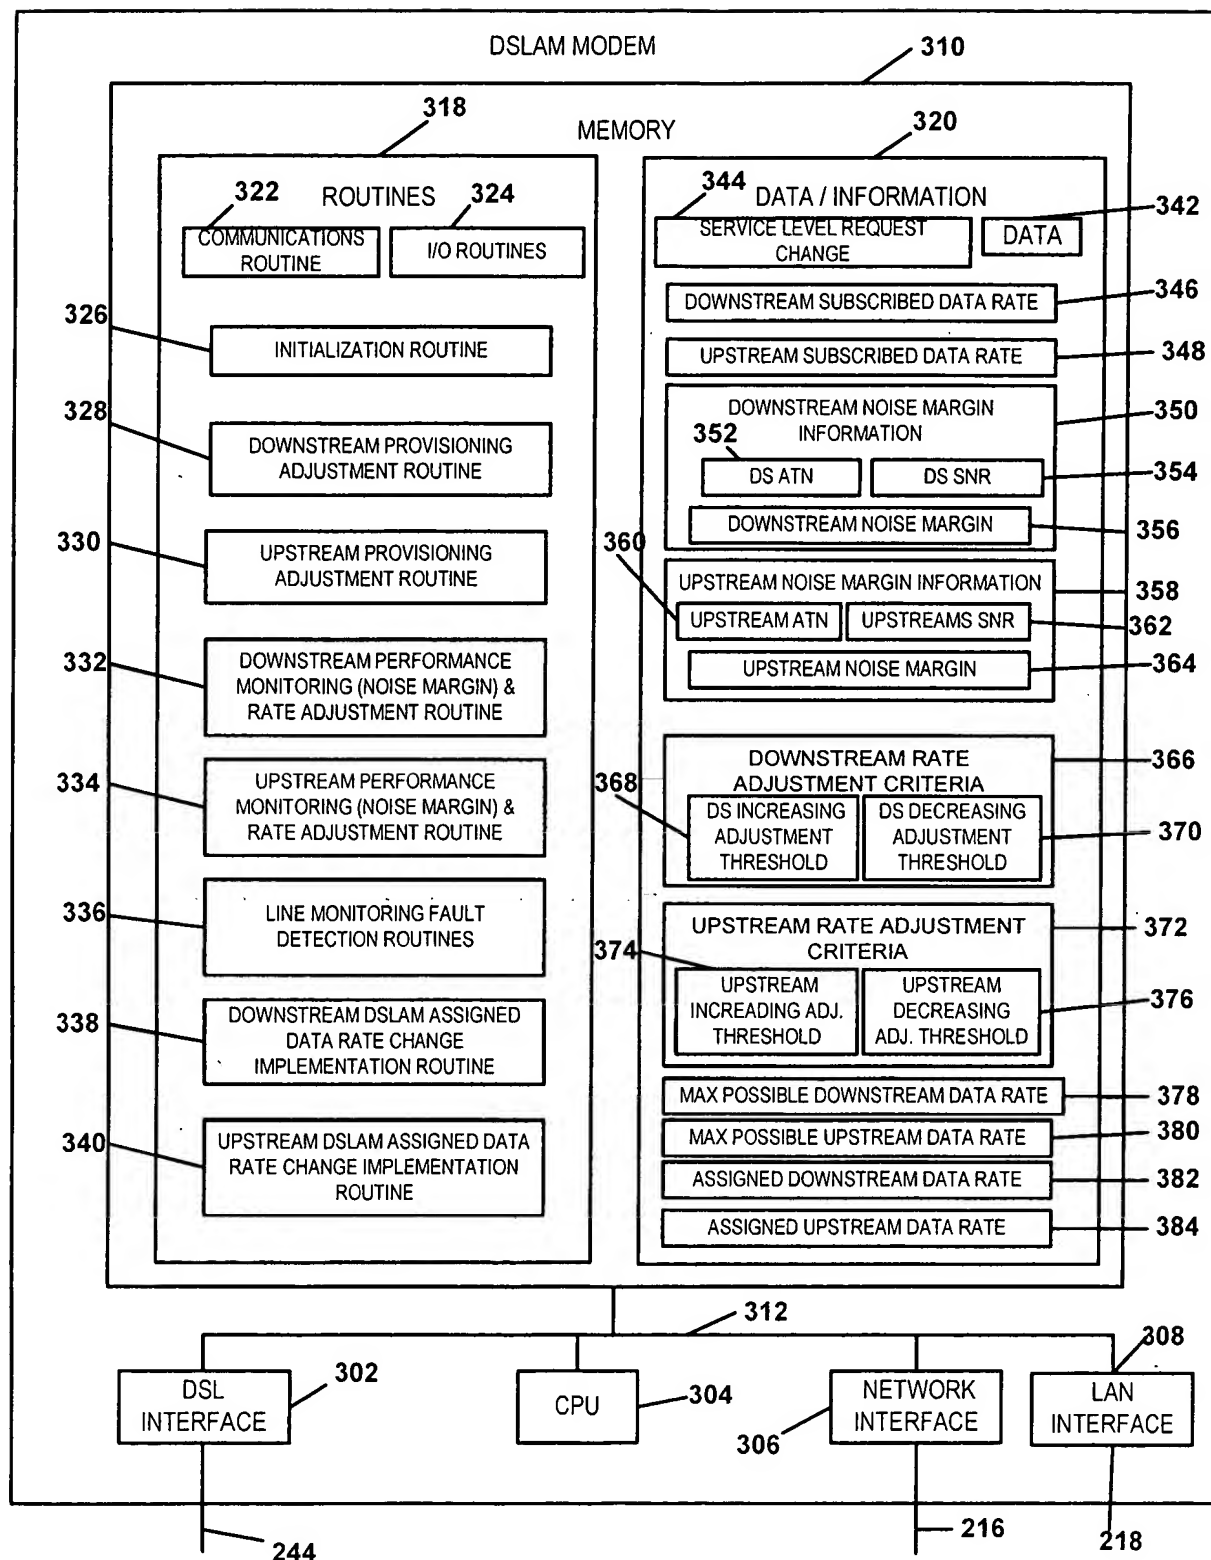 DSLAM MODEM
310
318
MEMORY
320
322
ROUTINES
324
COMMUNICATIONS
ROUTINE
I/O ROUTINES
326
INITIALIZATION ROUTINE
328
DOWNSTREAM PROVISIONING
ADJUSTMENT ROUTINE
330
UPSTREAM PROVISIONING
ADJUSTMENT ROUTINE
332
DOWNSTREAM PERFORMANCE
MONITORING (NOISE MARGIN) &
RATE ADJUSTMENT ROUTINE
334
UPSTREAM PERFORMANCE
MONITORING (NOISE MARGIN) &
RATE ADJUSTMENT ROUTINE
336
LINE MONITORING FAULT
DETECTION ROUTINES
338
DOWNSTREAM DSLAM ASSIGNED
DATA RATE CHANGE
IMPLEMENTATION ROUTINE
340
UPSTREAM DSLAM ASSIGNED DATA
RATE CHANGE IMPLEMENTATION
ROUTINE
344
DATA / INFORMATION
342
SERVICE LEVEL REQUEST
CHANGE
DATA
DOWNSTREAM SUBSCRIBED DATA RATE
346
UPSTREAM SUBSCRIBED DATA RATE
348
DOWNSTREAM NOISE MARGIN
INFORMATION
350
352
DS ATN
DS SNR
354
DOWNSTREAM NOISE MARGIN
356
360
UPSTREAM NOISE MARGIN INFORMATION
358
UPSTREAM ATN
UPSTREAMS SNR
362
UPSTREAM NOISE MARGIN
364
DOWNSTREAM RATE
ADJUSTMENT CRITERIA
366
368
DS INCREASING
ADJUSTMENT
THRESHOLD
DS DECREASING
ADJUSTMENT
THRESHOLD
370
UPSTREAM RATE ADJUSTMENT
CRITERIA
372
374
UPSTREAM
INCREADING ADJ.
THRESHOLD
UPSTREAM
DECREASING
ADJ. THRESHOLD
376
MAX POSSIBLE DOWNSTREAM DATA RATE
378
MAX POSSIBLE UPSTREAM DATA RATE
380
ASSIGNED DOWNSTREAM DATA RATE
382
ASSIGNED UPSTREAM DATA RATE
384
312
308
DSL
INTERFACE
302
CPU
304
NETWORK
INTERFACE
306
LAN
INTERFACE
244
216
218